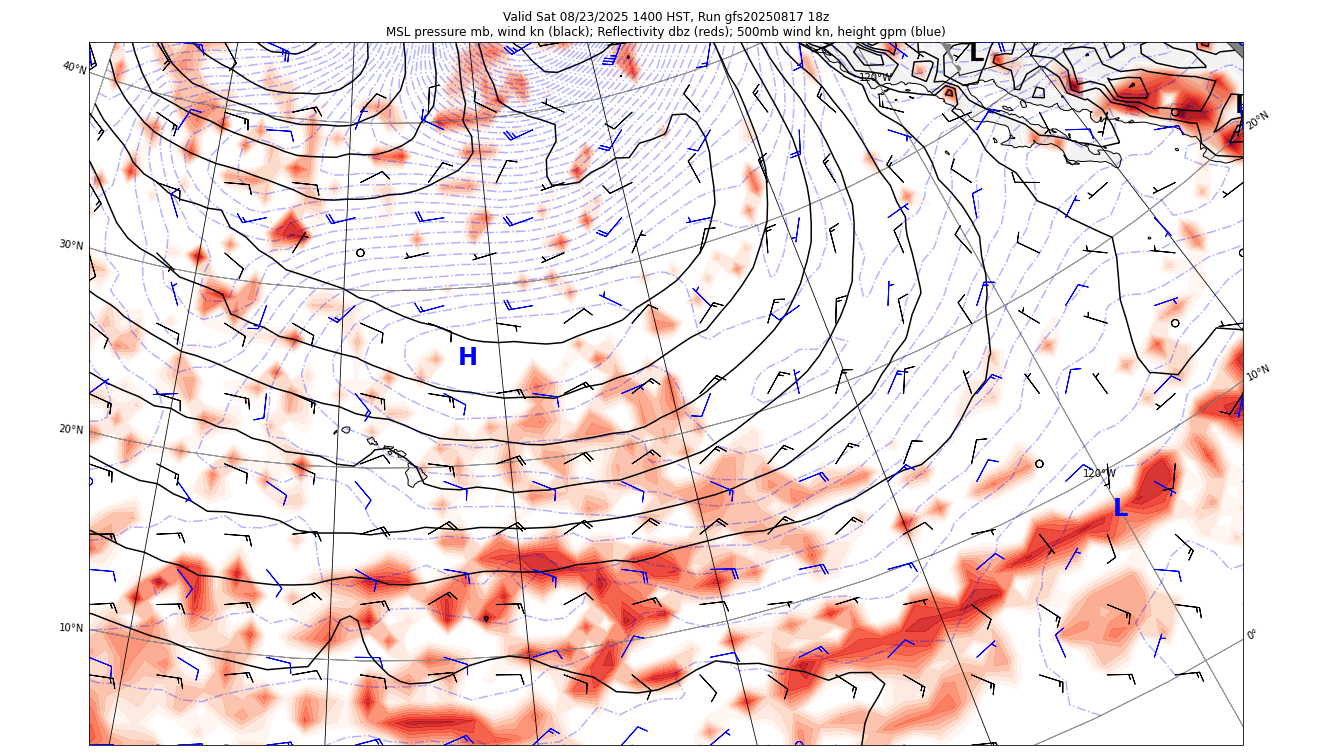 Valid Sat 08/23/2025 1400 HST, Run gfs20250817 18z
MSL pressure mb, wind kn (black); Reflectivity dbz (reds); 500mb wind kn, height gpm (blue)
L
40°N
120°W
20°N
30°N
H
10°N
20°N
120°W
L
10°N
0°